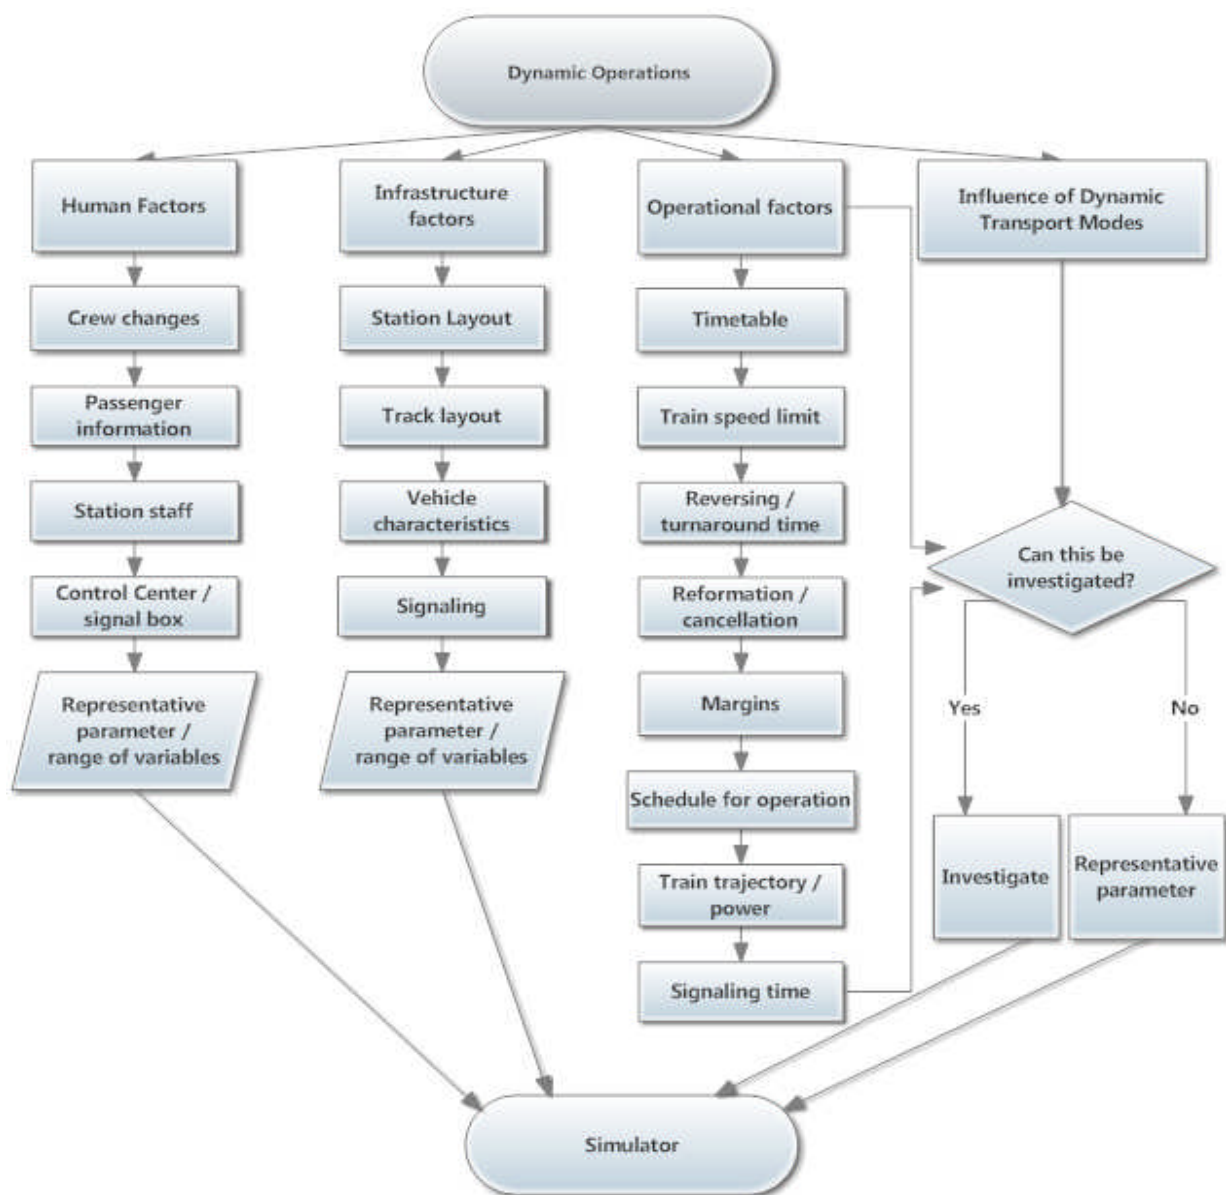 Dynamic Operations
Human Factors
Infrastructure
factors
Operational factors
Influence of Dynamic
Transport Modes
Crew changes
Station Layout
Timetable
Passenger
information
Track layout
Train speed limit
Station staff
Vehicle
characteristics
Reversing /
turnaround time
Can this be
investigated?
Control Center /
signal box
Signaling
Reformation /
cancellation
Representative
parameter /
range of variables
Representative
parameter /
range of variables
Margins
Yes
No
Schedule for operation
Investigate
Representative
parameter
Train trajectory /
power
Signaling time
Simulator